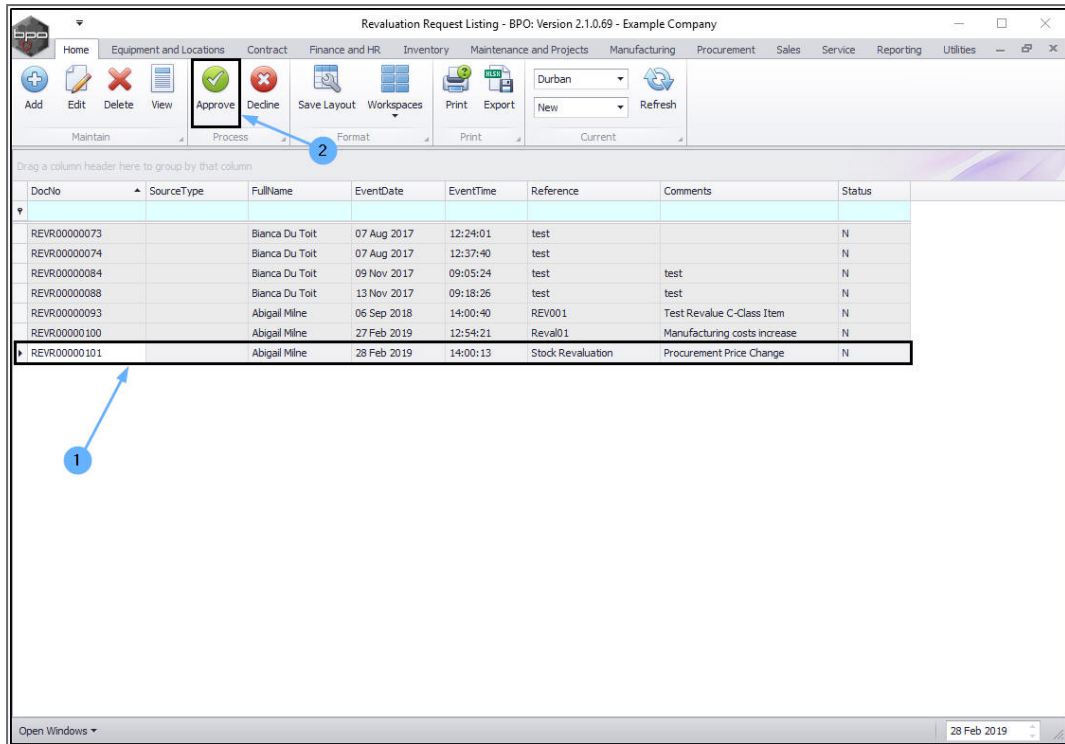 Revaluation Request Listing - BPO: Version 2.1.0.69 - Example Company
bpo
Home Equipment and Locations Contract Finance and HR Inventory Maintenance and Projects Manufacturing Procurement Sales Service Reporting Utilities
Add Edit Delete View Approve Decline Save Layout Workspaces Print Export Durban New Refresh
XLSX
Maintain Process Format Print Current
2
Drag a column header here to group by that column
DocNo SourceType FullName EventDate EventTime Reference Comments Status
REVR00000073 Bianca Du Toit 07 Aug 2017 12:24:01 test N
REVR00000074 Bianca Du Toit 07 Aug 2017 12:37:40 test N
REVR00000084 Bianca Du Toit 09 Nov 2017 09:05:24 test test N
REVR00000088 Bianca Du Toit 13 Nov 2017 09:18:26 test test N
REVR00000093 Abigail Milne 06 Sep 2018 14:00:40 REV001 Test Revalue C-Class Item N
REVR00000100 Abigail Milne 27 Feb 2019 12:54:21 Reval01 Manufacturing costs increase N
REVR00000101 Abigail Milne 28 Feb 2019 14:00:13 Stock Revaluation Procurement Price Change N
1
Open Windows 28 Feb 2019